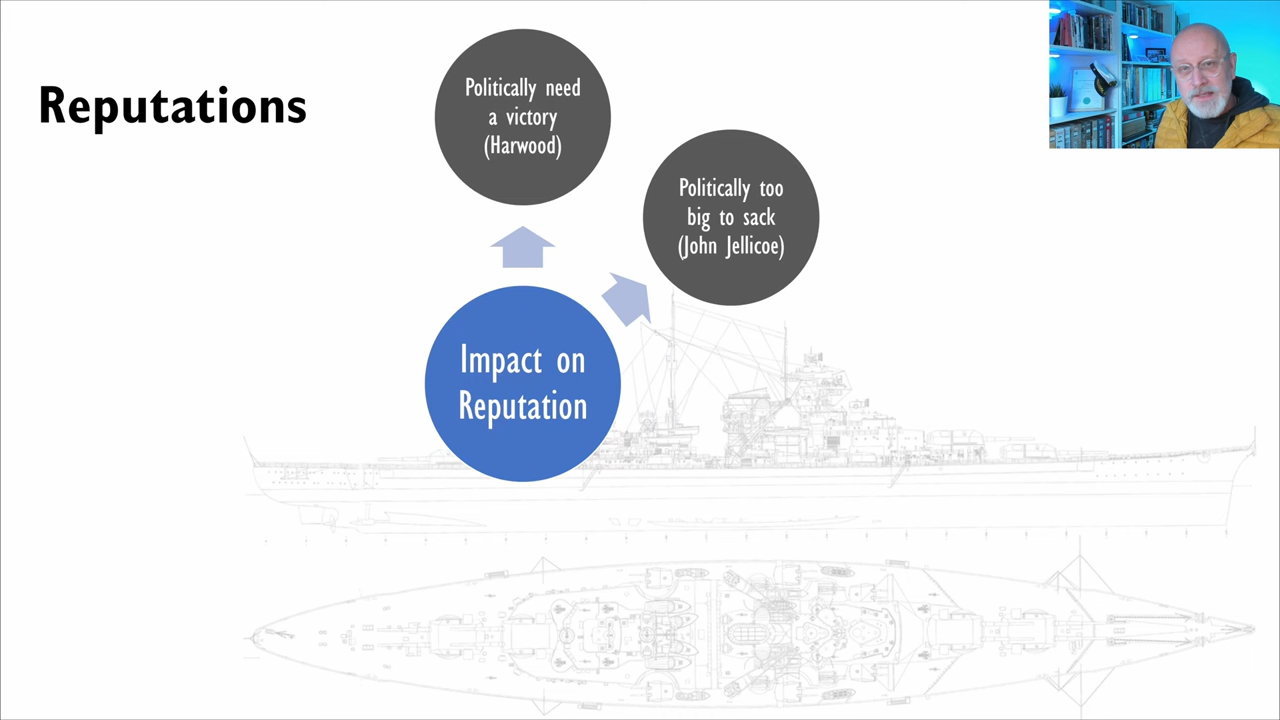 Reputations
Politically need
a victory
(Harwood)
Politically too
big to sack
(John Jellicoe)
Impact on
Reputation